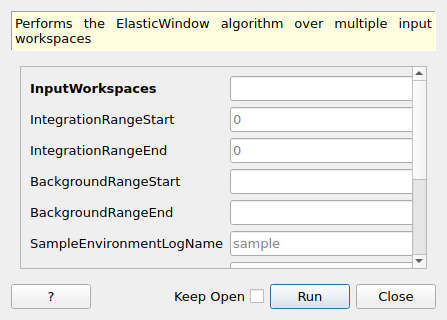 Performs the ElasticWindow algorithm over multiple input
workspaces
InputWorkspaces
IntegrationRangeStart 0
IntegrationRangeEnd 0
BackgroundRangeStart
BackgroundRangeEnd
SampleEnvironmentLogName sample
? Keep Open Run Close